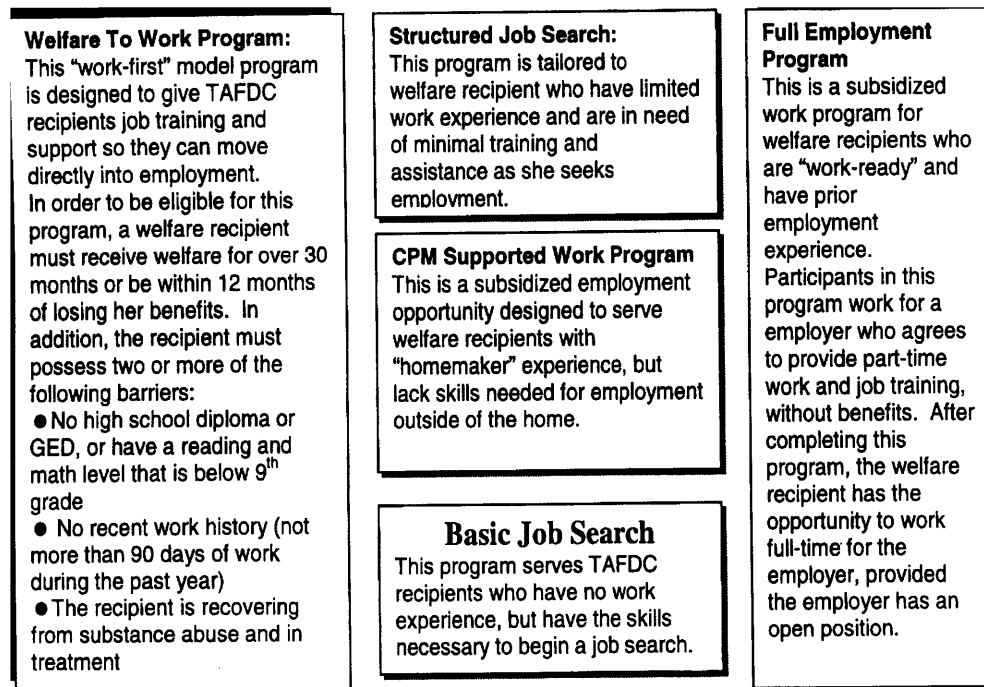 Welfare To Work Program:
This "work-first" model program
is designed to give TAFDC
recipients job training and
support so they can move
directly into employment.
In order to be eligible for this
program, a welfare recipient
must receive welfare for over 30
months or be within 12 months
of losing her benefits. In
addition, the recipient must
possess two or more of the
following barriers:
● No high school diploma or
GED, or have a reading and
math level that is below 9th
grade
● No recent work history (not
more than 90 days of work
during the past year)
● The recipient is recovering
from substance abuse and in
treatment
Structured Job Search:
This program is tailored to
welfare recipient who have limited
work experience and are in need
of minimal training and
assistance as she seeks
employment.
CPM Supported Work Program
This is a subsidized employment
opportunity designed to serve
welfare recipients with
"homemaker" experience, but
lack skills needed for employment
outside of the home.
Basic Job Search
This program serves TAFDC
recipients who have no work
experience, but have the skills
necessary to begin a job search.
Full Employment
Program
This is a subsidized
work program for
welfare recipients who
are "work-ready" and
have prior
employment
experience.
Participants in this
program work for a
employer who agrees
to provide part-time
work and job training,
without benefits. After
completing this
program, the welfare
recipient has the
opportunity to work
full-time for the
employer, provided
the employer has an
open position.